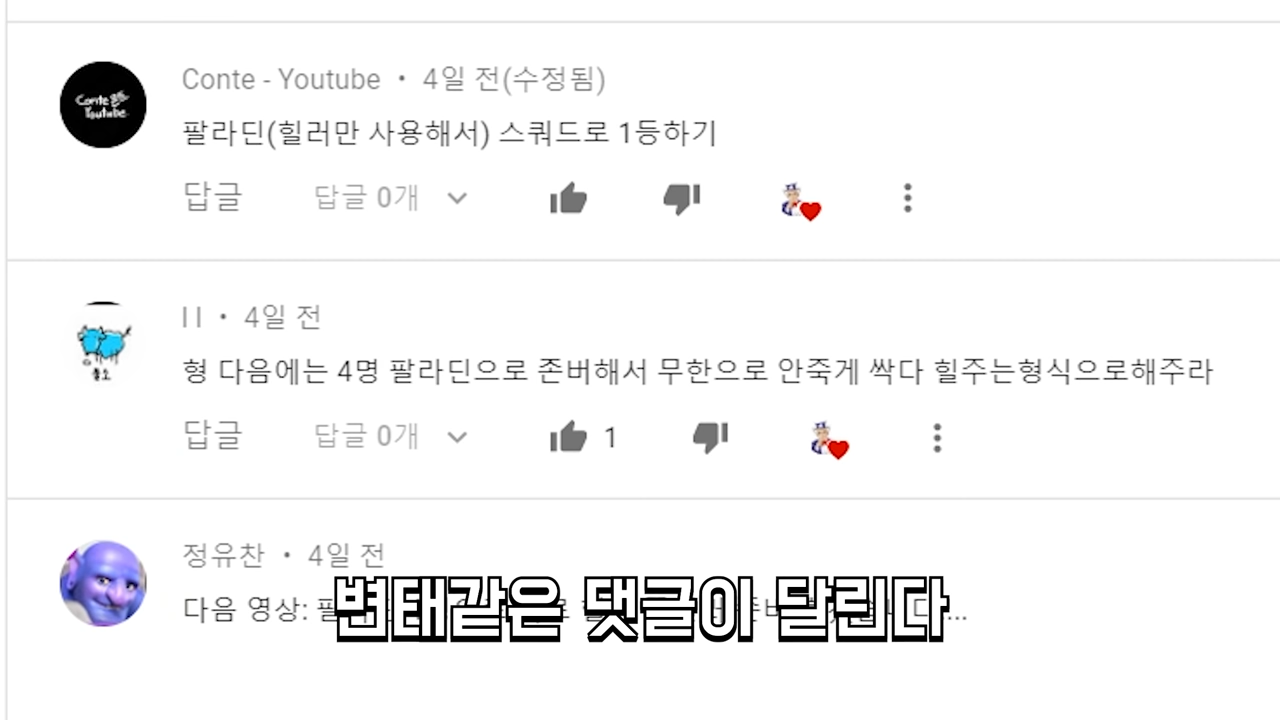 Conte - Youtube • 4일 전(수정됨)
팔라딘(힐러만 사용해서) 스쿼드로 1등하기
답글 답글 0개
I I • 4일 전
형 다음에는 4명 팔라딘으로 존버해서 무한으로 안죽게 싹다 힐주는형식으로해주라
답글 답글 0개 1
정유찬 • 4일 전
다음 영상:
변태같은 댓글이 달린다